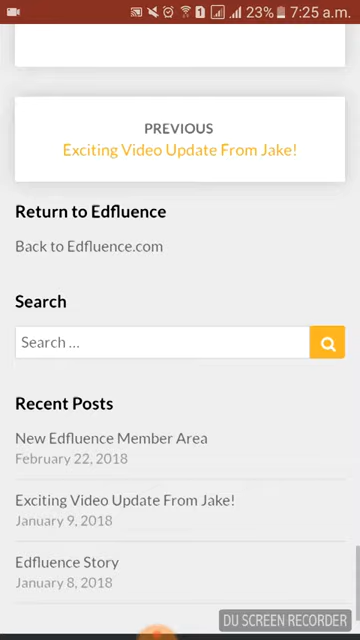 23% 7:25 a.m.
PREVIOUS
Exciting Video Update From Jake!
Return to Edfluence
Back to Edfluence.com
Search
Search ...
Recent Posts
New Edfluence Member Area
February 22, 2018
Exciting Video Update From Jake!
January 9, 2018
Edfluence Story
January 8, 2018
DU SCREEN RECORDER